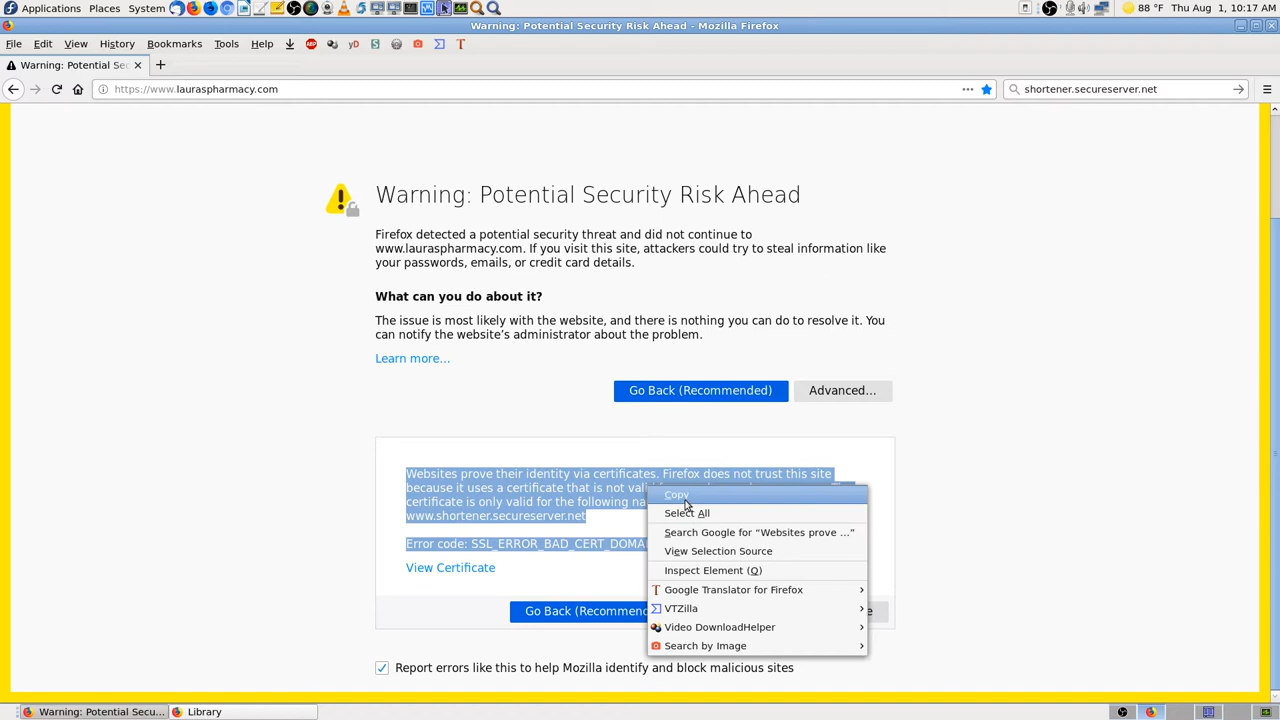 Applications Places System 88 °F Thu Aug 1, 10:17 AM
Warning: Potential Security Risk Ahead - Mozilla Firefox
File Edit View History Bookmarks Tools Help
Warning: Potential Sec
https://www.lauraspharmacy.com
shortener.secureserver.net
Warning: Potential Security Risk Ahead
Firefox detected a potential security threat and did not continue to
www.lauraspharmacy.com. If you visit this site, attackers could try to steal information like
your passwords, emails, or credit card details.
What can you do about it?
The issue is most likely with the website, and there is nothing you can do to resolve it. You
can notify the website’s administrator about the problem.
Learn more…
Go Back (Recommended) Advanced…
Websites prove their identity via certificates. Firefox does not trust this site
because it uses a certificate that is not vali
certificate is only valid for the following na
www.shortener.secureserver.net
Error code: SSL_ERROR_BAD_CERT_DOMA
View Certificate
Go Back (Recommen e
Copy
Select All
Search Google for “Websites prove …”
View Selection Source
Inspect Element (Q)
Google Translator for Firefox
VTZilla
Video DownloadHelper
Search by Image
Report errors like this to help Mozilla identify and block malicious sites
Warning: Potential Secu... Library